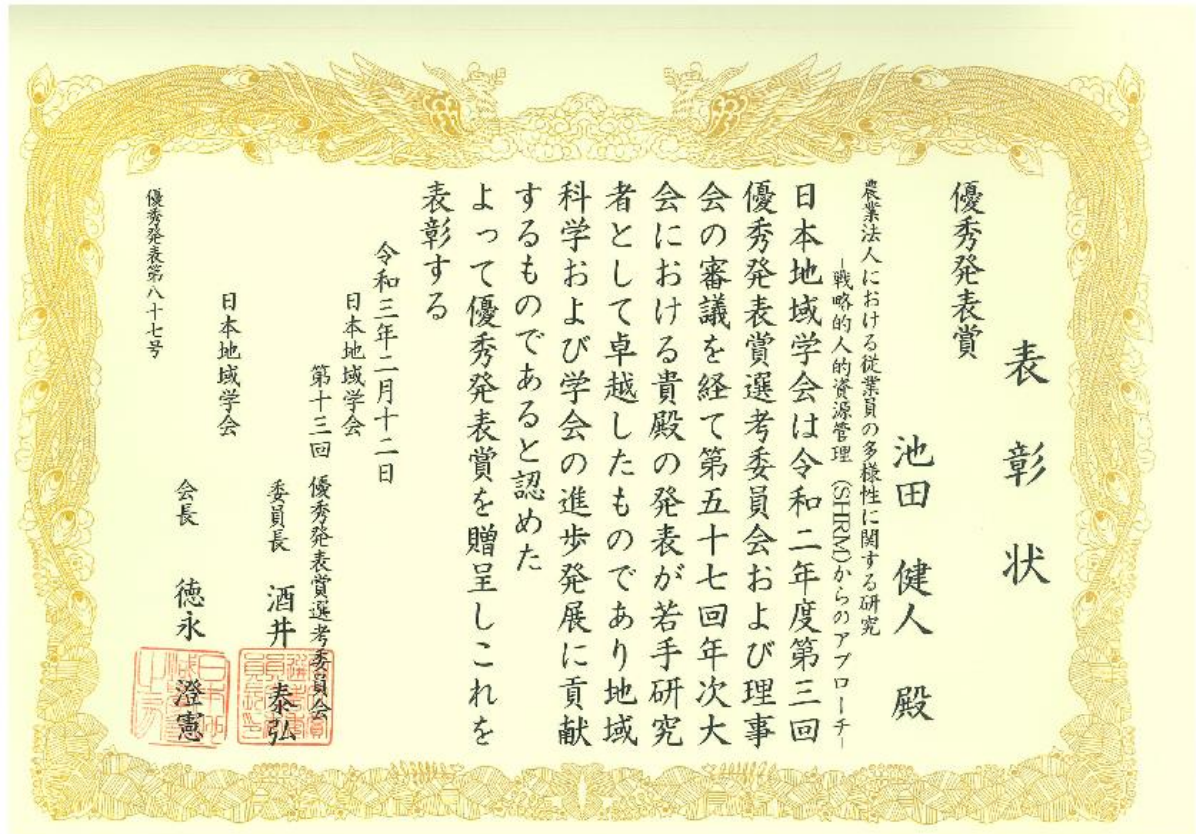 表彰状
優秀発表賞
池田 健人 殿
農業法人における従業員の多様性に関する研究
−戦略的人的資源管理(SHRM)からのアプローチ−
日本地域学会は令和二年度第三回
優秀発表賞選考委員会および理事
会の審議を経て第五十七回年次大
会における貴殿の発表が若手研究
者として卓越したものであり地域
科学および学会の進歩発展に貢献
するものであると認めた
よって優秀発表賞を贈呈しこれを
表彰する
令和三年二月十二日
日本地域学会
第十三回 優秀発表賞選考委員会
委員長 酒井 泰弘
日本地域学会
会長 徳永 澄憲
優秀発表第八十七号